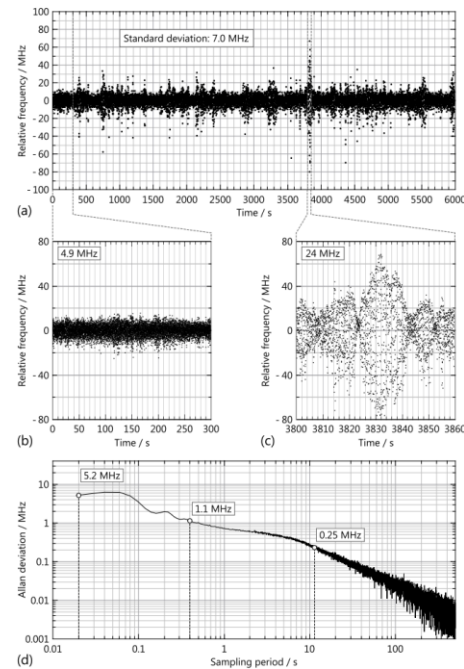 100
80
60
40
20
0
- 20
- 40
- 60
- 80
- 100
Relative frequency / MHz
Standard deviation: 7.0 MHz
0 500 1000 1500 2000 2500 3000 3500 4000 4500 5000 5500 6000
(a) Time / s
80
40
0
- 40
- 80
Relative frequency / MHz
4.9 MHz
0 50 100 150 200 250 300
(b) Time / s
80
40
0
- 40
- 80
Relative frequency / MHz
24 MHz
3800 3810 3820 3830 3840 3850 3860
(c) Time / s
10
1
0.1
0.01
0.001
Allan deviation / MHz
5.2 MHz
1.1 MHz
0.25 MHz
0.01 0.1 1 10 100
(d) Sampling period / s